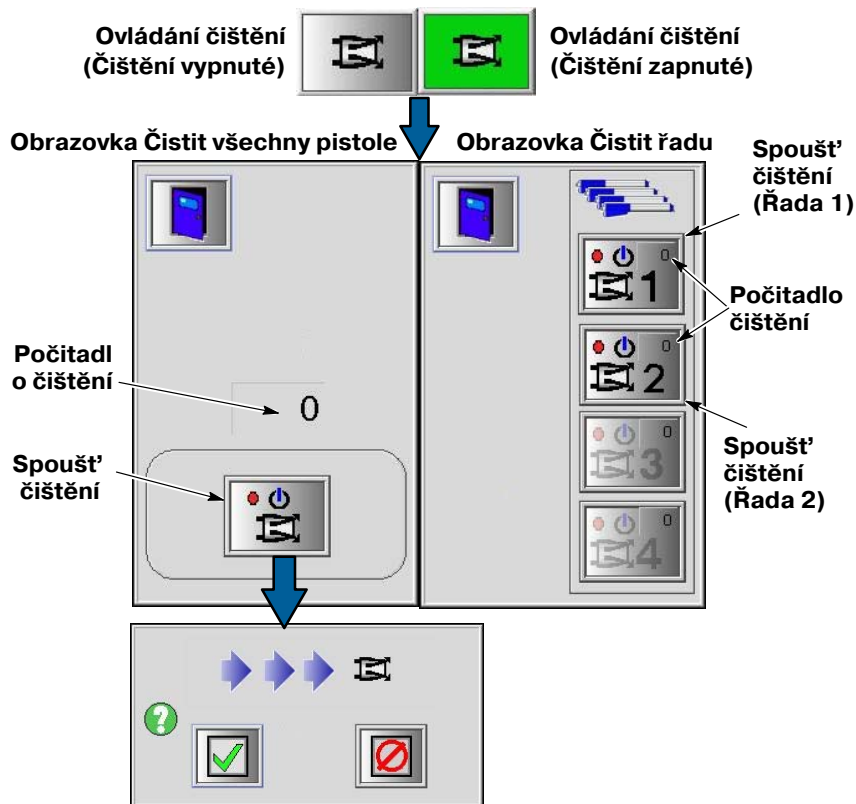 Ovládání čištění
(Čištění vypnuté)
Ovládání čištění
(Čištění zapnuté)
Obrazovka Čistit všechny pistole
Obrazovka Čistit řadu
Spoušť
čištění
(Řada 1)
0
1
Počitadlo
čištění
0
2
Počitadl
o čištění
0
0
3
Spoušť
čištění
Spoušť
čištění
(Řada 2)
0
4
?